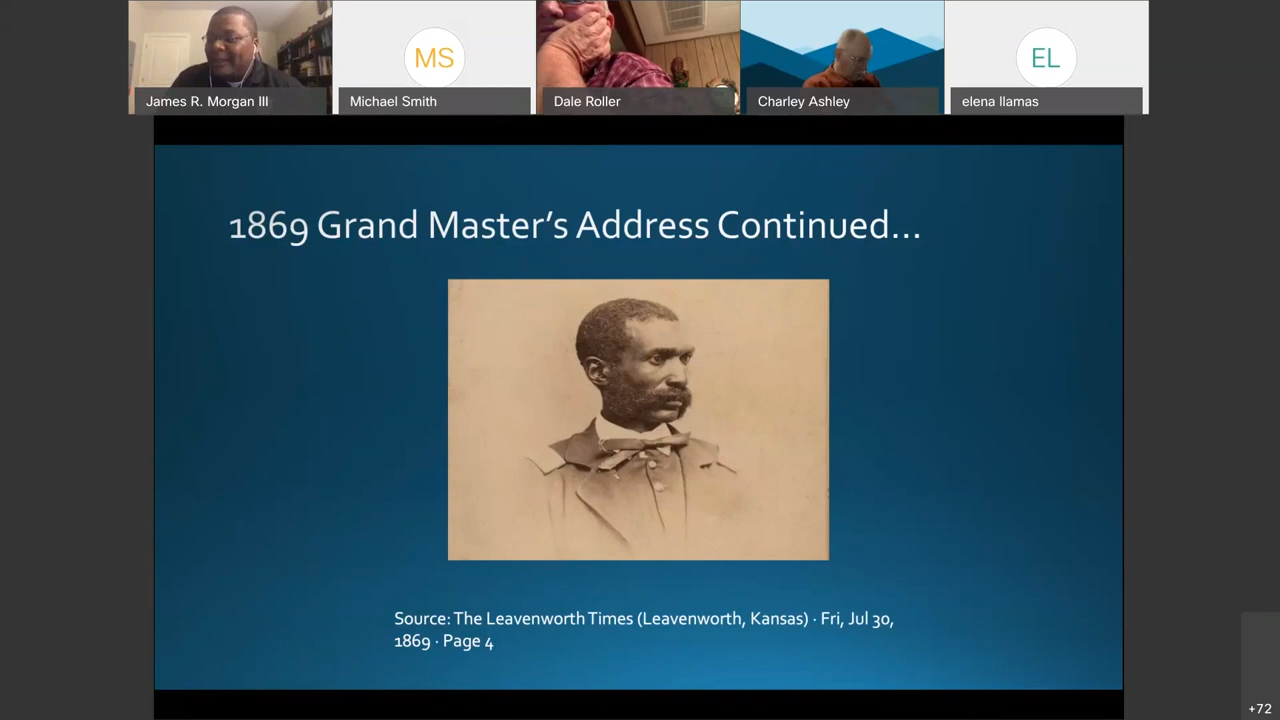 MS
EL
James R. Morgan III
Michael Smith
Dale Roller
Charley Ashley
elena llamas
1869 Grand Master's Address Continued...
Source: The Leavenworth Times (Leavenworth, Kansas) · Fri, Jul 30,
1869 · Page 4
+72